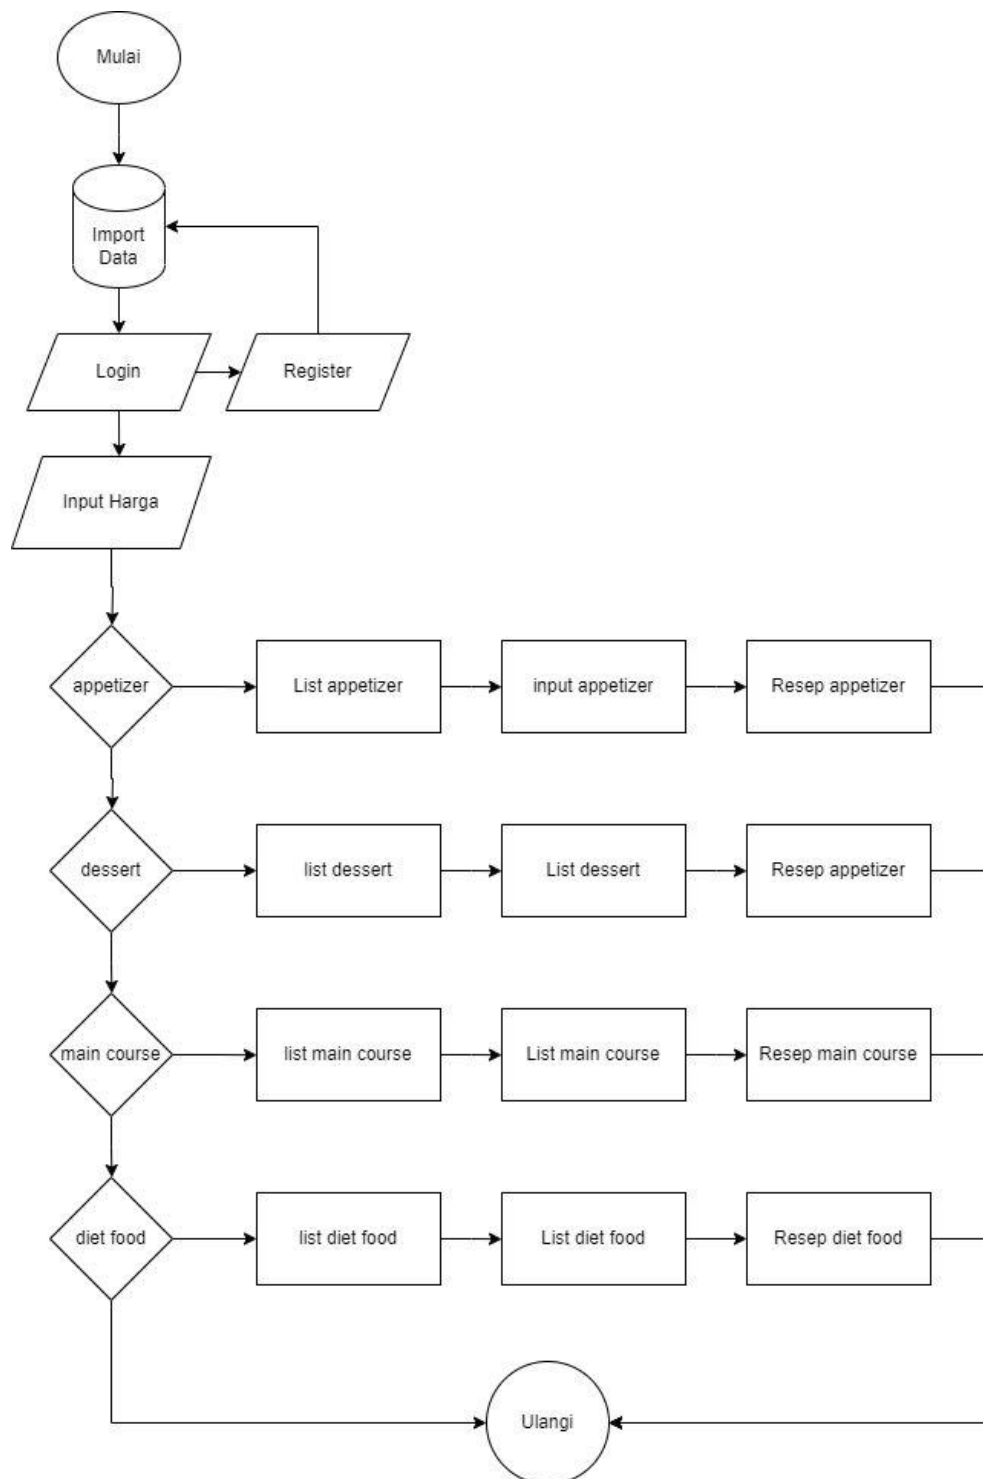 Mulai
Import
Data
Login
Register
Input Harga
appetizer
List appetizer
input appetizer
Resep appetizer
dessert
list dessert
List dessert
Resep appetizer
main course
list main course
List main course
Resep main course
diet food
list diet food
List diet food
Resep diet food
Ulangi